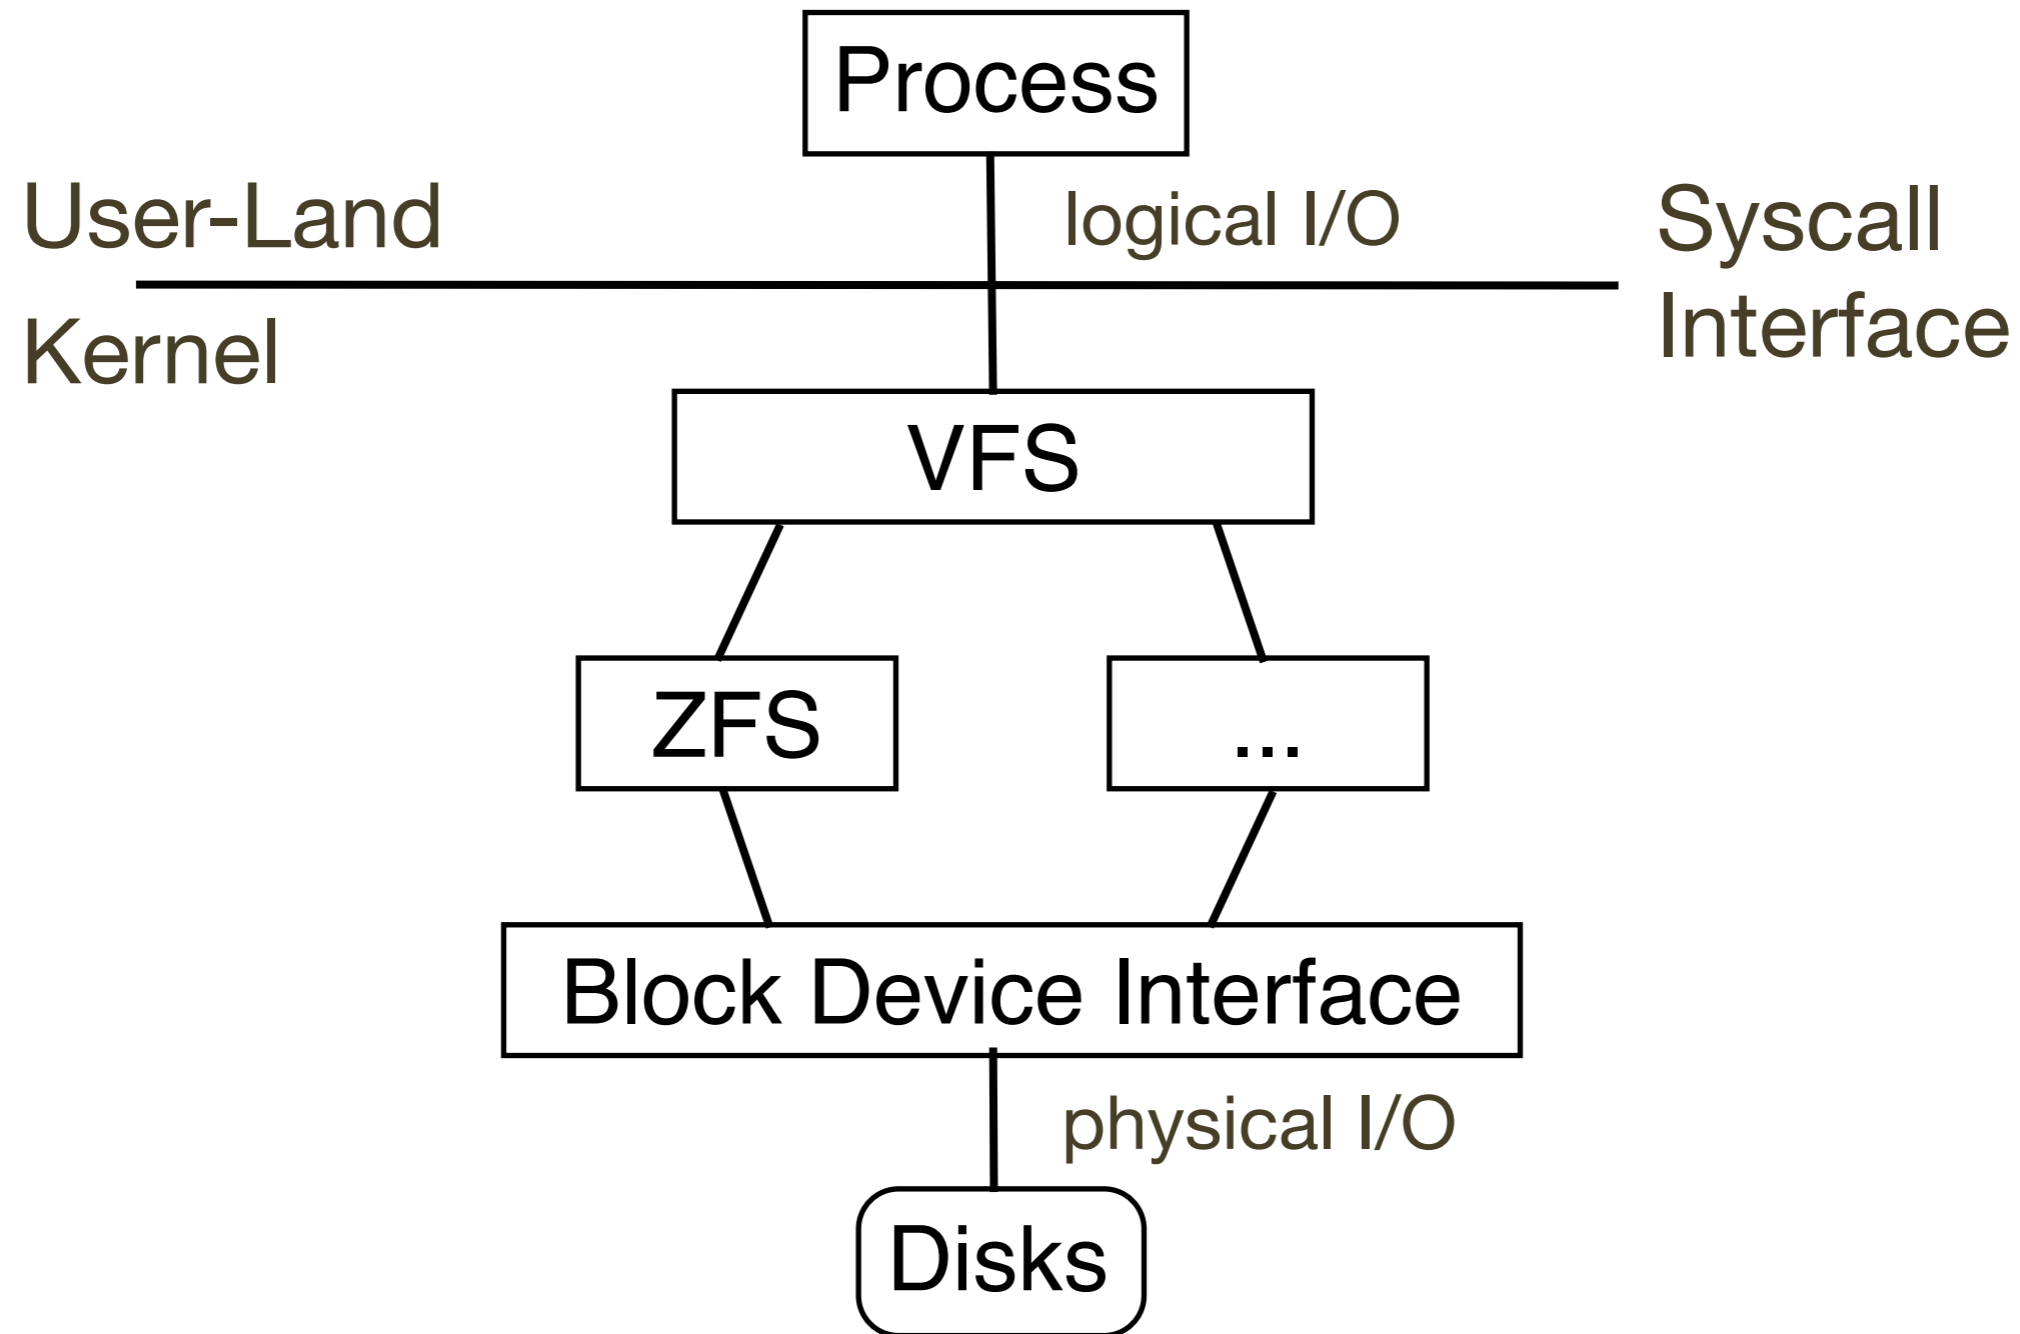 Process
User-Land
logical I/O
Syscall
Interface
Kernel
VFS
ZFS
...
Block Device Interface
physical I/O
Disks